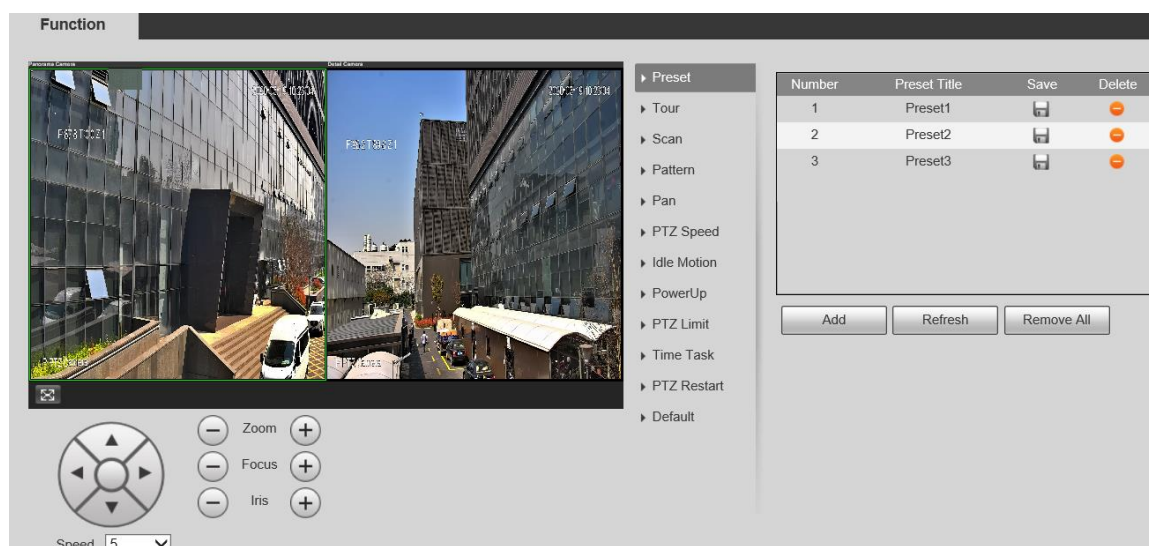 Function
Panorama Camera
Detail Camera
Preset
Tour
Scan
Pattern
Pan
PTZ Speed
Idle Motion
PowerUp
PTZ Limit
Time Task
PTZ Restart
Default
Number Preset Title Save Delete
1 Preset1
2 Preset2
3 Preset3
Add Refresh Remove All
Zoom
Focus
Iris
Speed 5